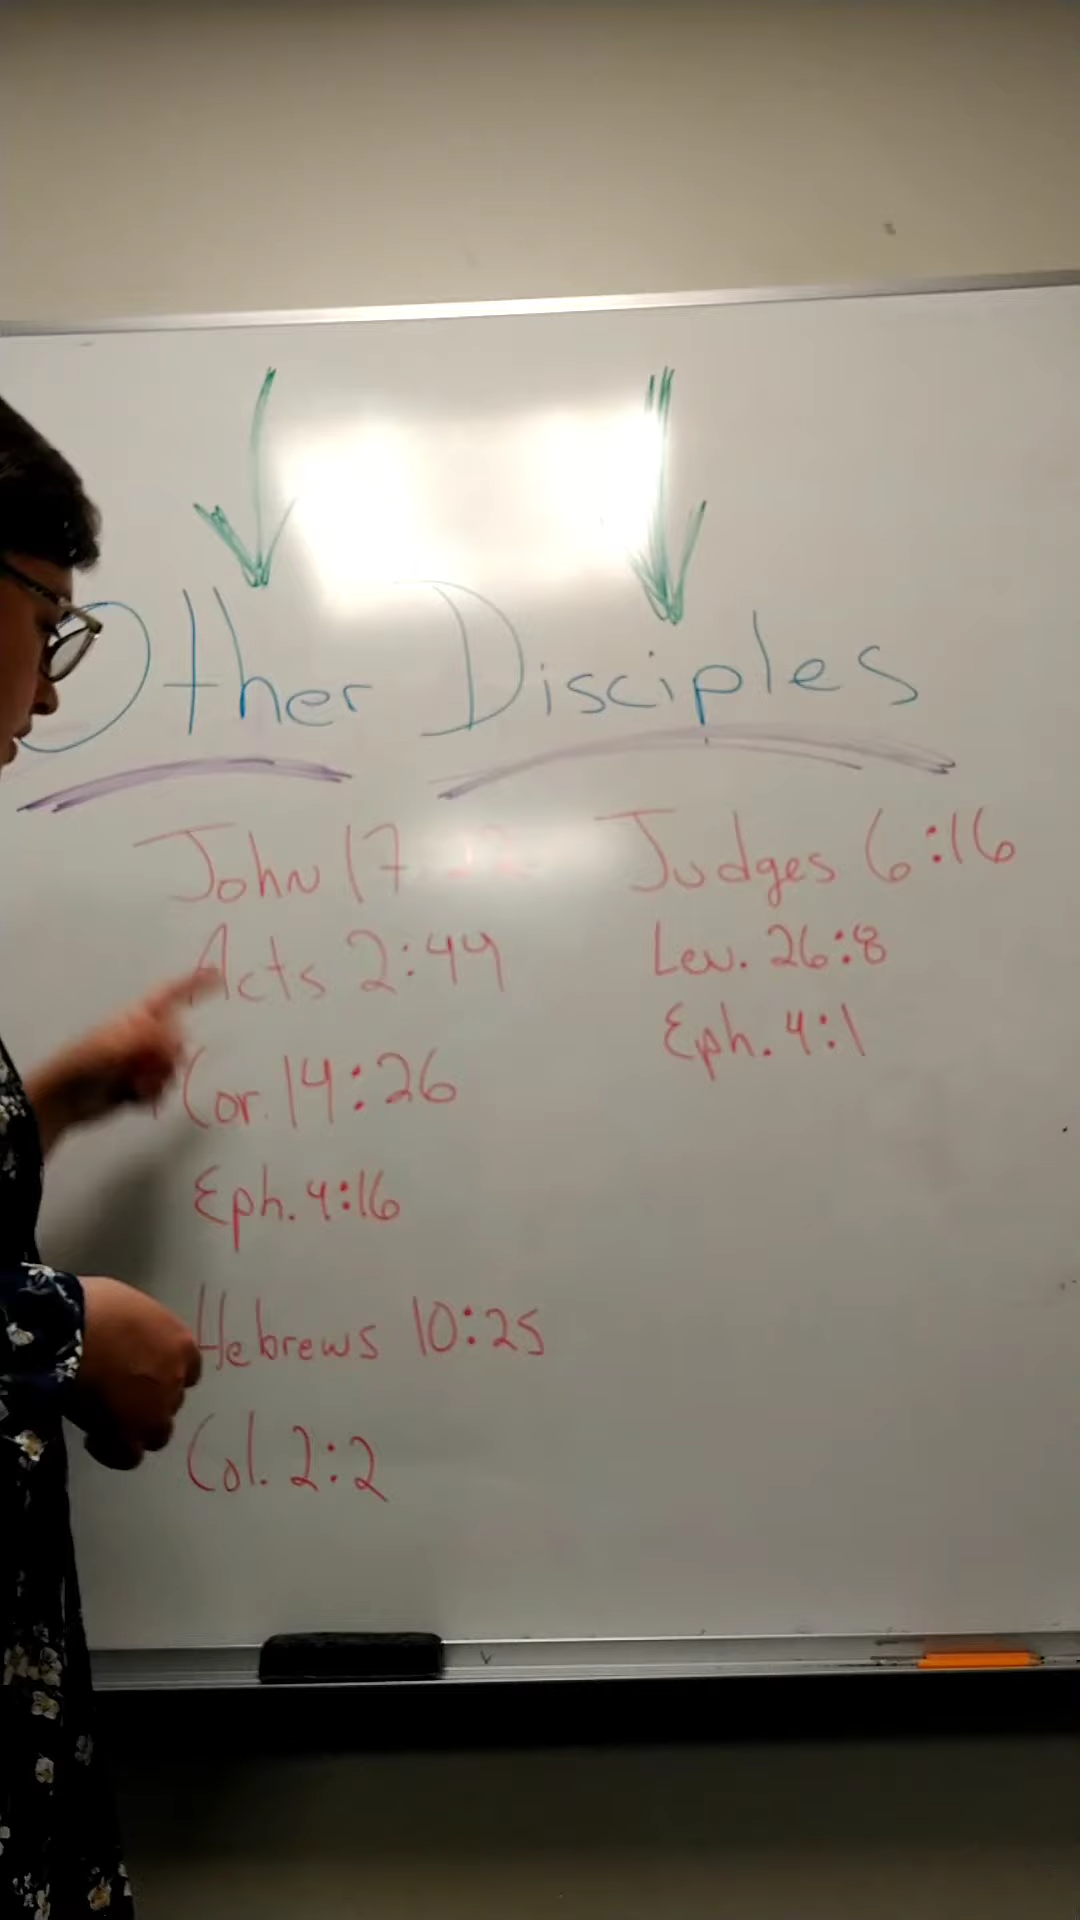 Other Disciples
John 17
Acts 2:44
Cor. 14:26
Eph. 4:16
Hebrews 10:25
Col. 2:2
Judges 6:16
Lev. 26:8
Eph. 4:1